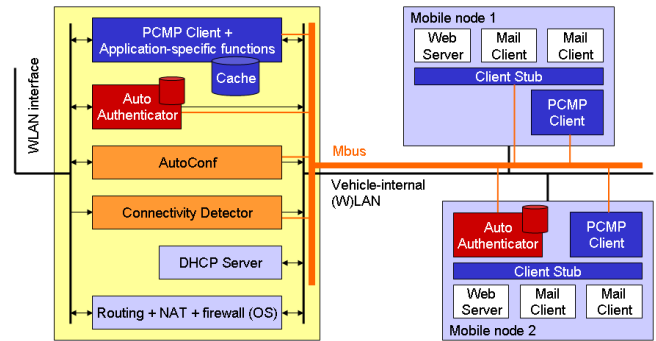 PCMP Client +
Application-specific functions
Cache
WLAN interface
Auto
Authenticator
AutoConf
Connectivity Detector
DHCP Server
Routing + NAT + firewall (OS)
Mbus
Vehicle-internal
(W)LAN
Mobile node 1
Web
Server
Mail
Client
Mail
Client
Client Stub
PCMP
Client
Auto
Authenticator
PCMP
Client
Client Stub
Web
Server
Mail
Client
Mail
Client
Mobile node 2